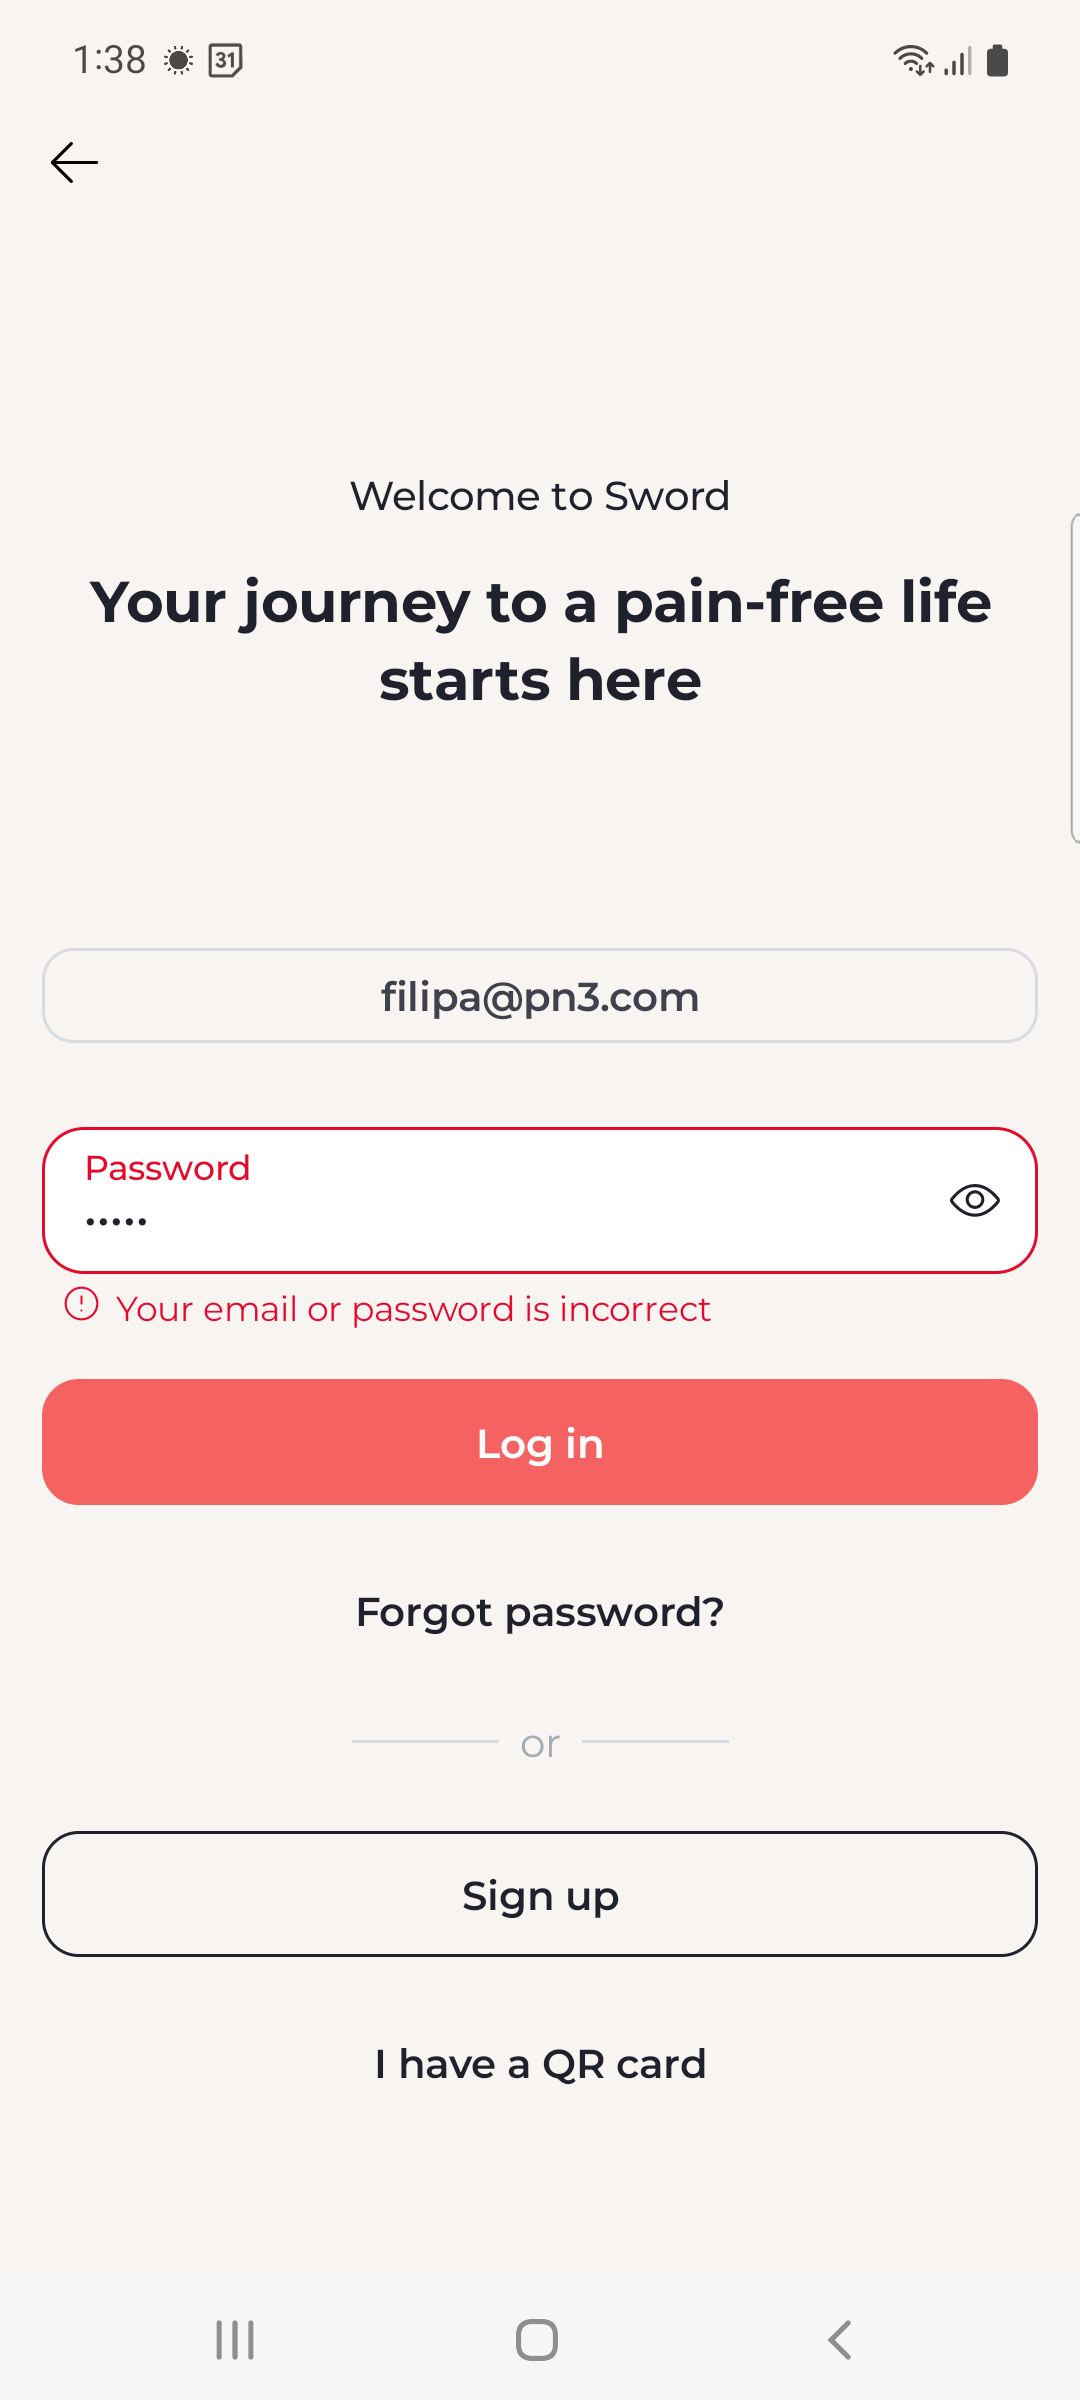 1:38
31
Welcome to Sword
Your journey to a pain-free life
starts here
filipa@pn3.com
Password
•••••
Your email or password is incorrect
Log in
Forgot password?
or
Sign up
I have a QR card